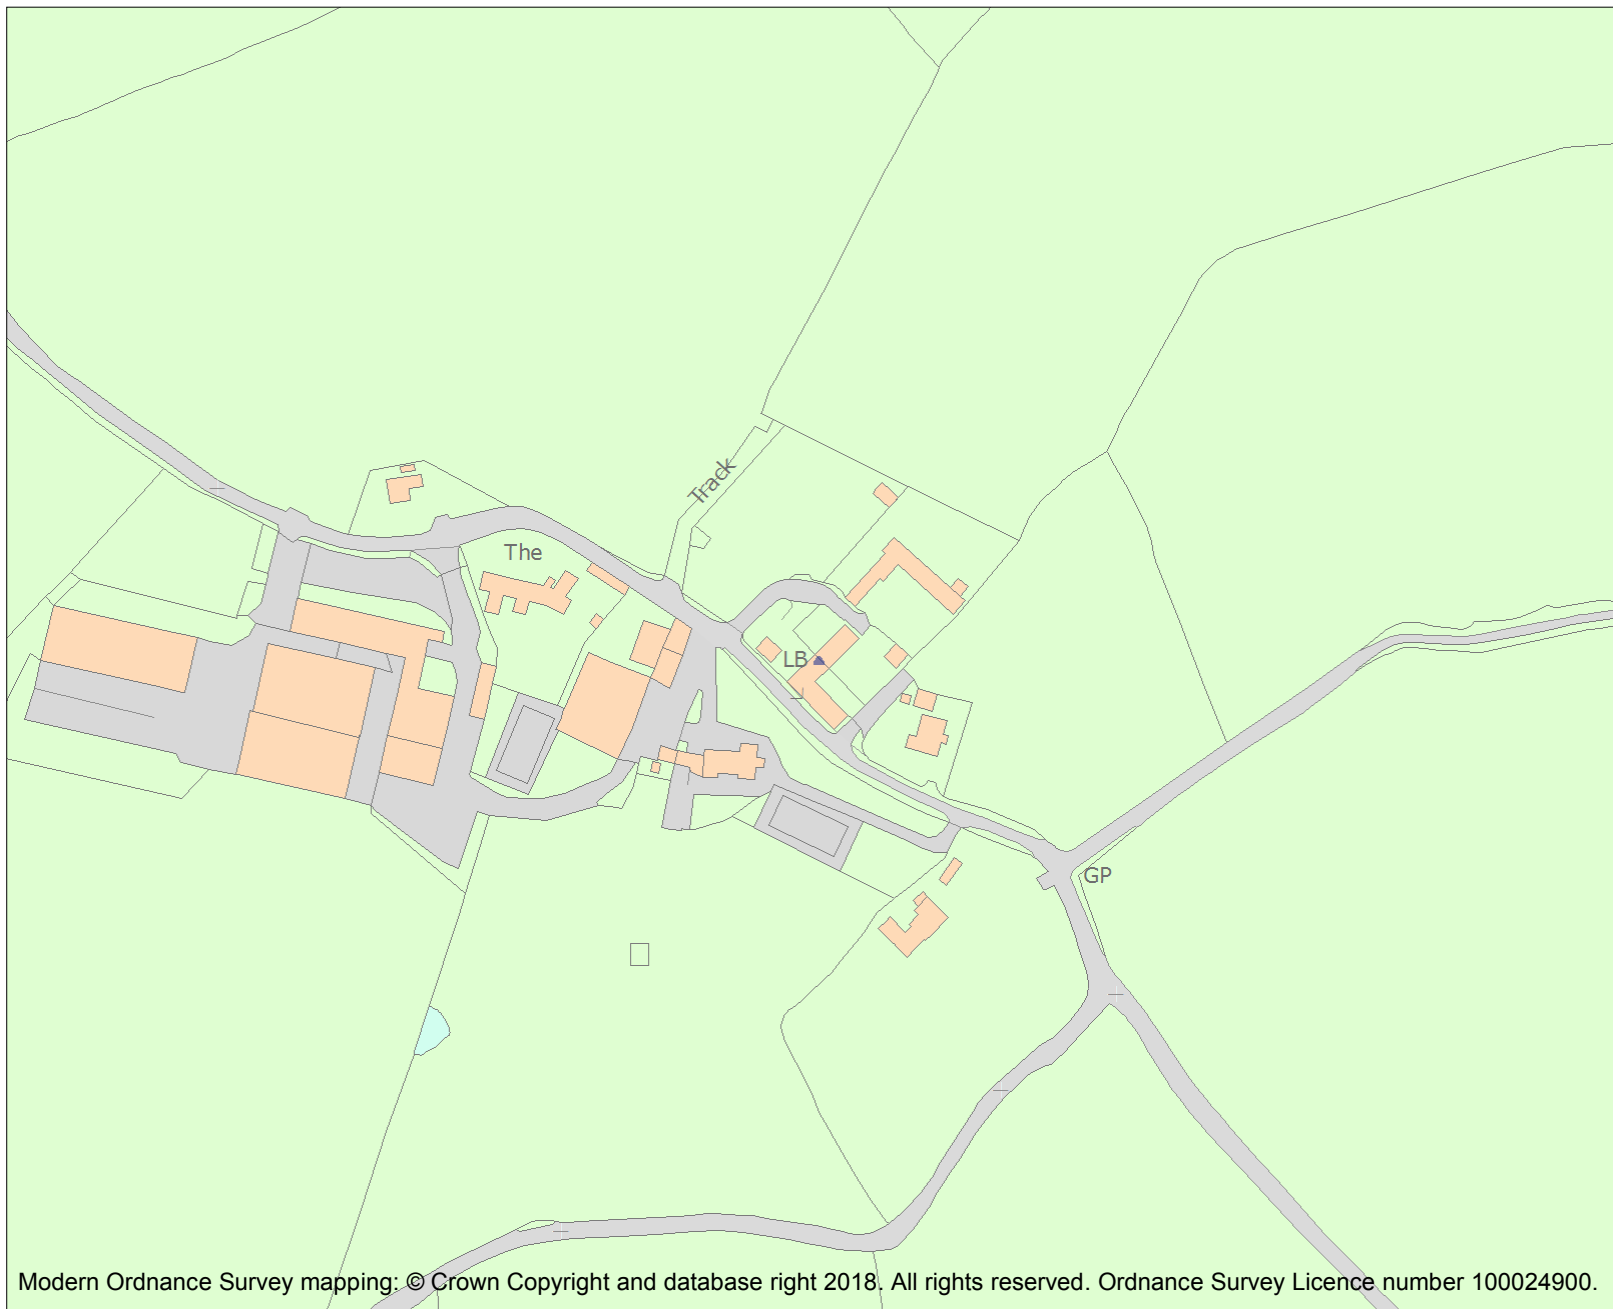 Track
The
LB
GP
Modern Ordnance Survey mapping: © Crown Copyright and database right 2018. All rights reserved. Ordnance Survey Licence number 100024900.